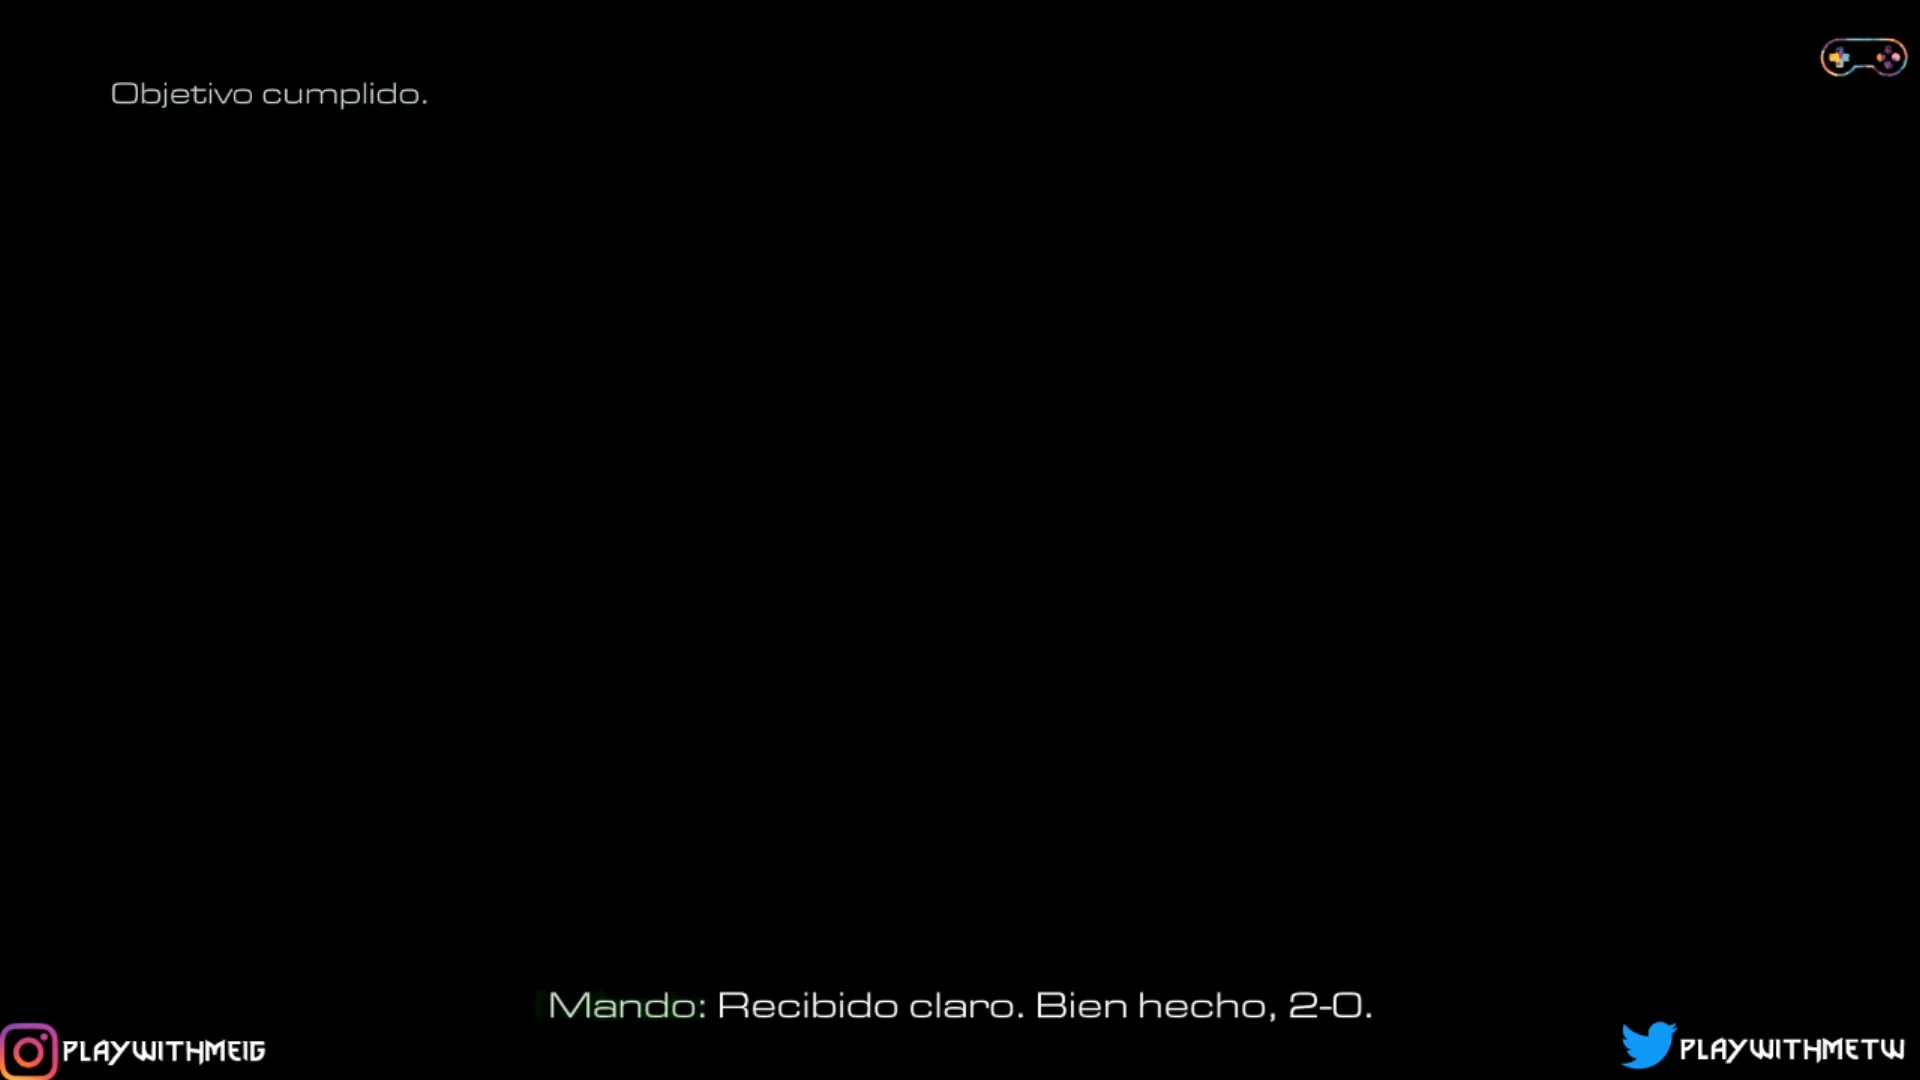 Objetivo cumplido.
Mando: Recibido claro. Bien hecho, 2-0.
PLAYWITHMEIG
PLAYWITHMETW